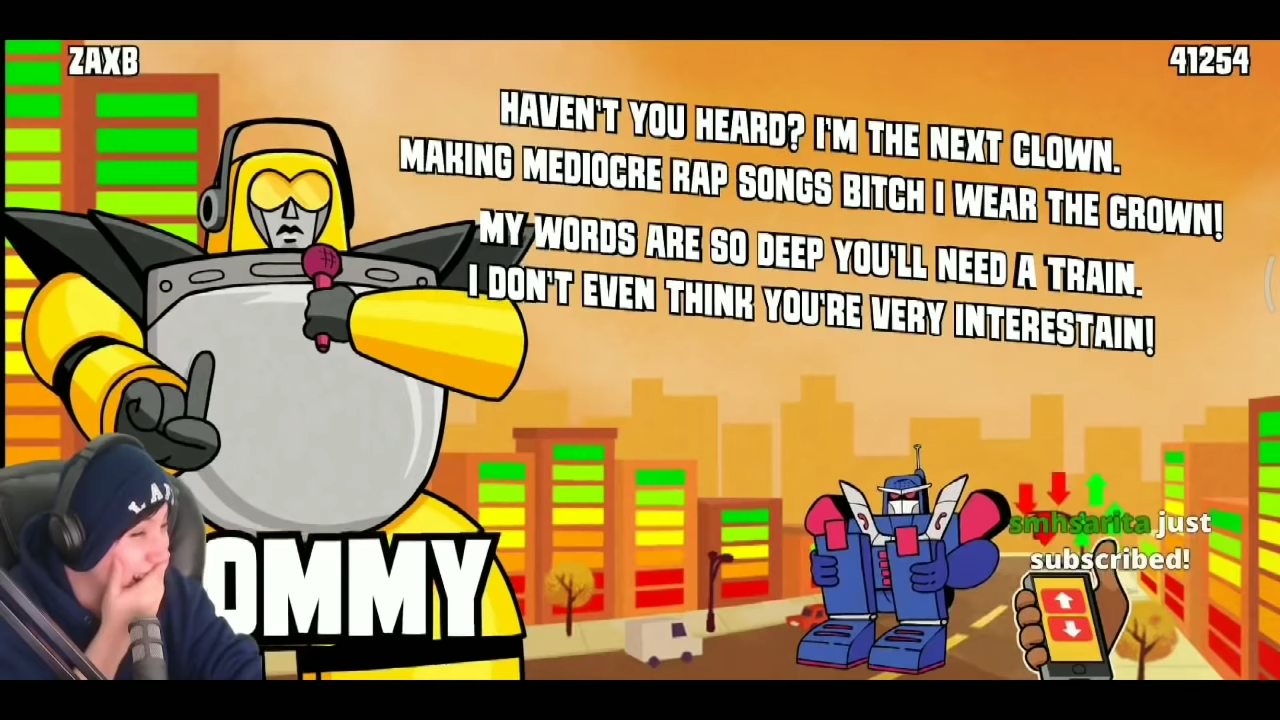 ZAXB
41254
HAVEN'T YOU HEARD? I'M THE NEXT CLOWN.
MAKING MEDIOCRE RAP SONGS BITCH I WEAR THE CROWN!
MY WORDS ARE SO DEEP YOU'LL NEED A TRAIN.
I DON'T EVEN THINK YOU'RE VERY INTERESTAIN!
smhsarita just
subscribed!
OMMY